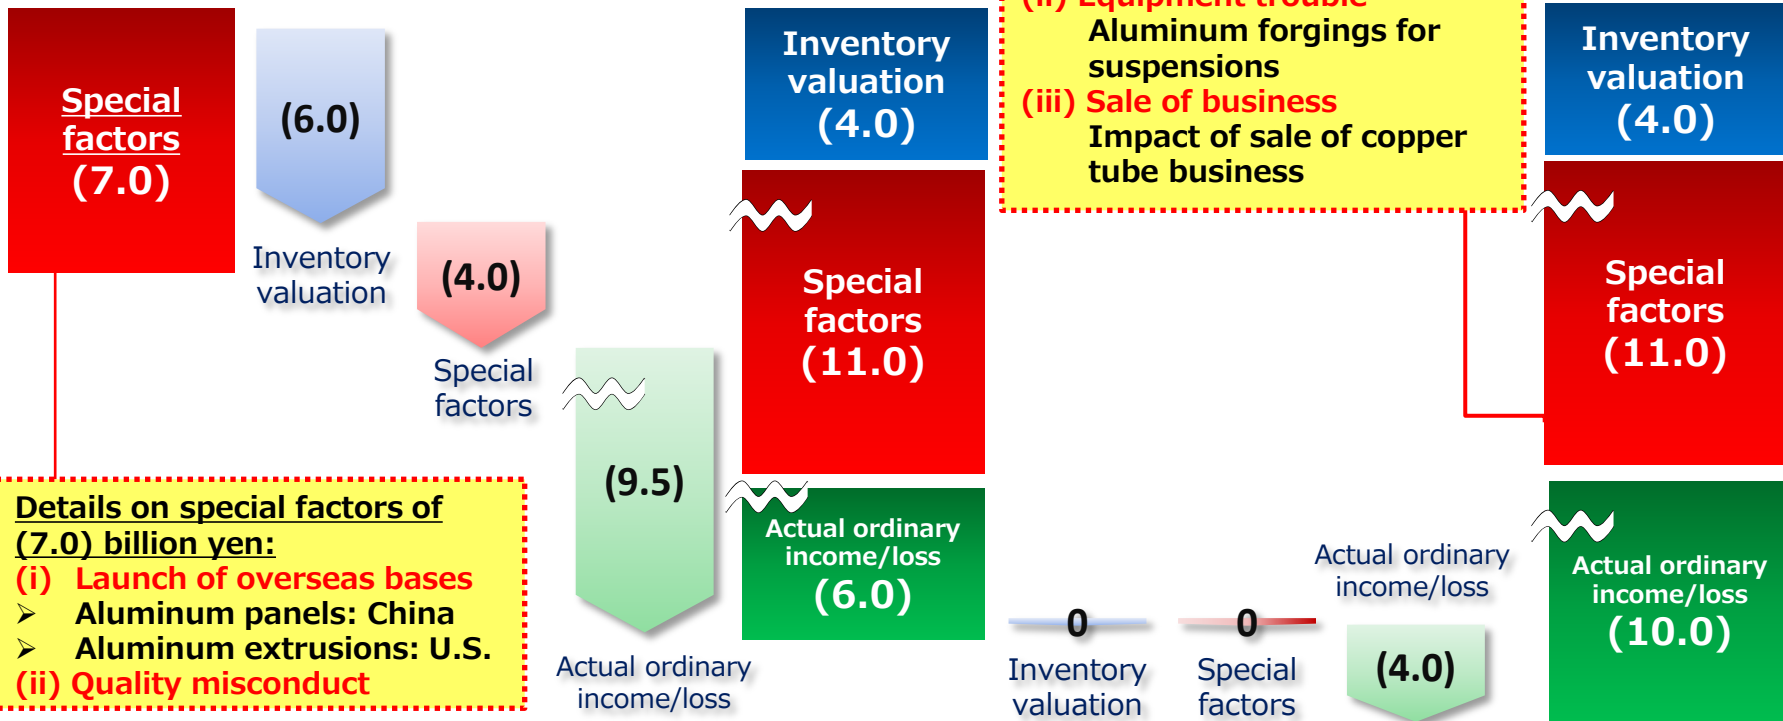 Special
factors
(7.0)
(6.0)
Inventory
valuation
(4.0)
Special
factors
(9.5)
Actual ordinary
income/loss
Details on special factors of
(7.0) billion yen:
(i) Launch of overseas bases
➢ Aluminum panels: China
➢ Aluminum extrusions: U.S.
(ii) Quality misconduct
Inventory
valuation
(4.0)
Special
factors
(11.0)
Actual ordinary
income/loss
(6.0)
(ii) Equipment trouble
Aluminum forgings for
suspensions
(iii) Sale of business
Impact of sale of copper
tube business
0
Inventory
valuation
0
Special
factors
Actual ordinary
income/loss
(4.0)
Inventory
valuation
(4.0)
Special
factors
(11.0)
Actual ordinary
income/loss
(10.0)